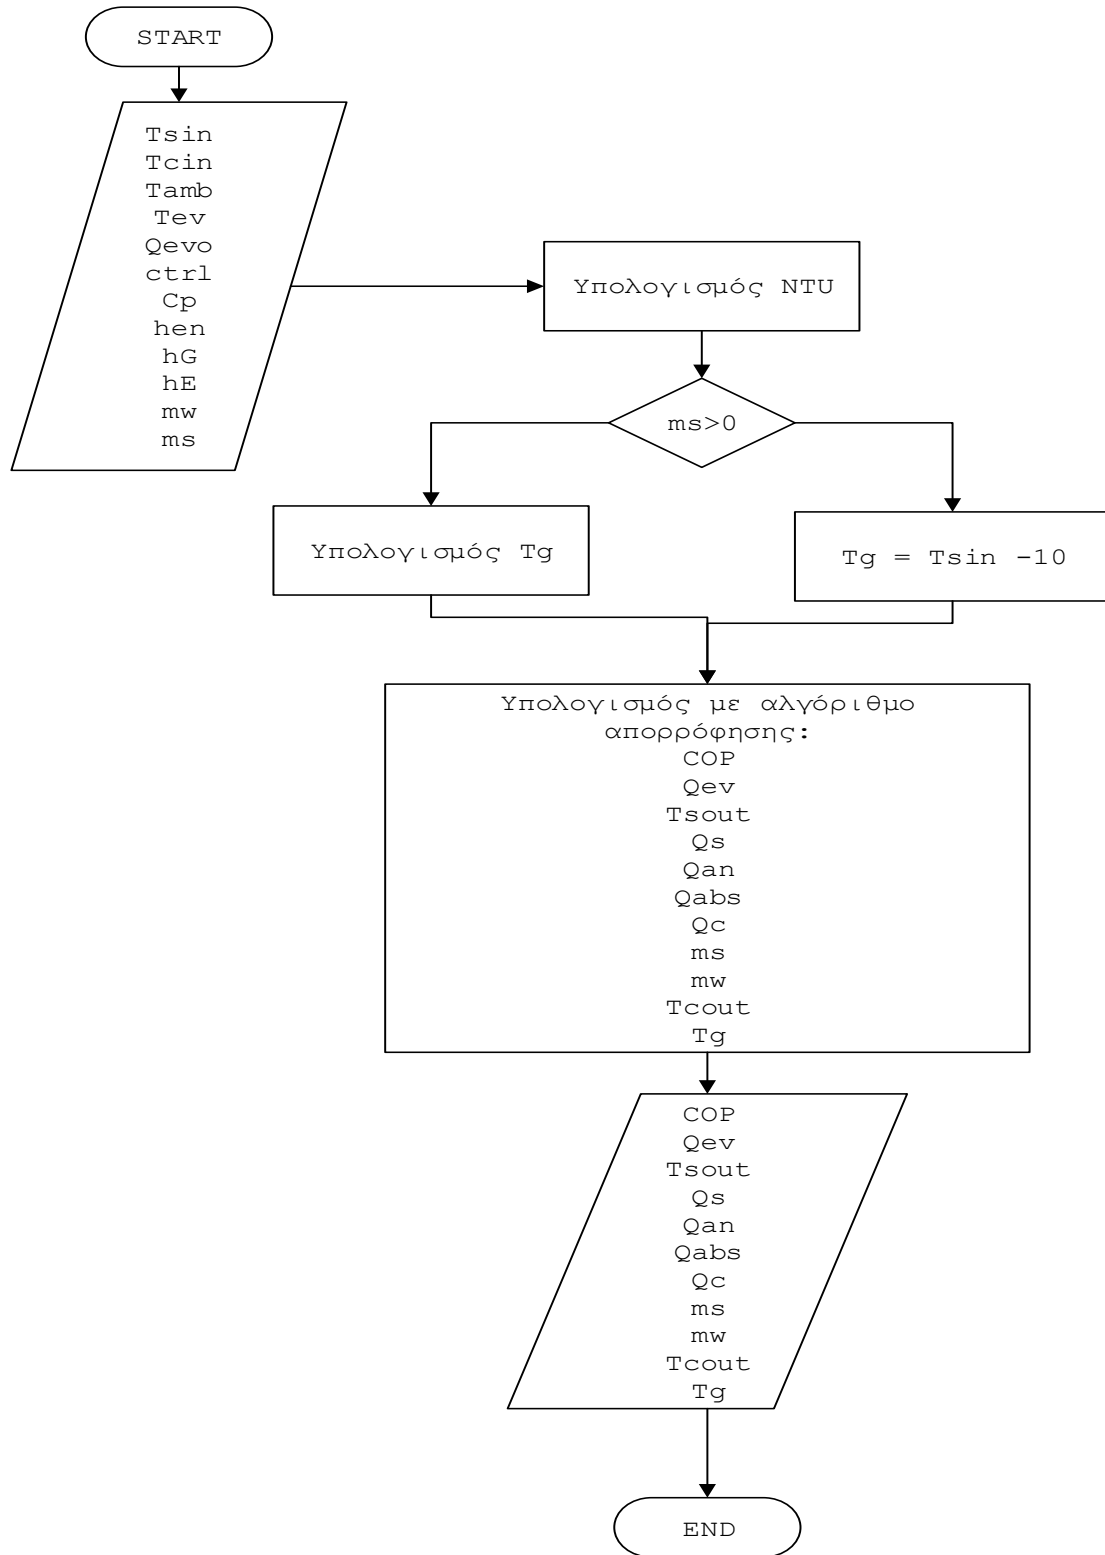 START
Tsin
Tcin
Tamb
Tev
Qevo
ctrl
Cp
hen
hG
hE
mw
ms
Υπολογισμός NTU
ms>0
Υπολογισμός Tg
Tg = Tsin -10
Υπολογισμός με αλγόριθμο
απορρόφησης:
COP
Qev
Tsout
Qs
Qan
Qabs
Qc
ms
mw
Tcout
Tg
COP
Qev
Tsout
Qs
Qan
Qabs
Qc
ms
mw
Tcout
Tg
END